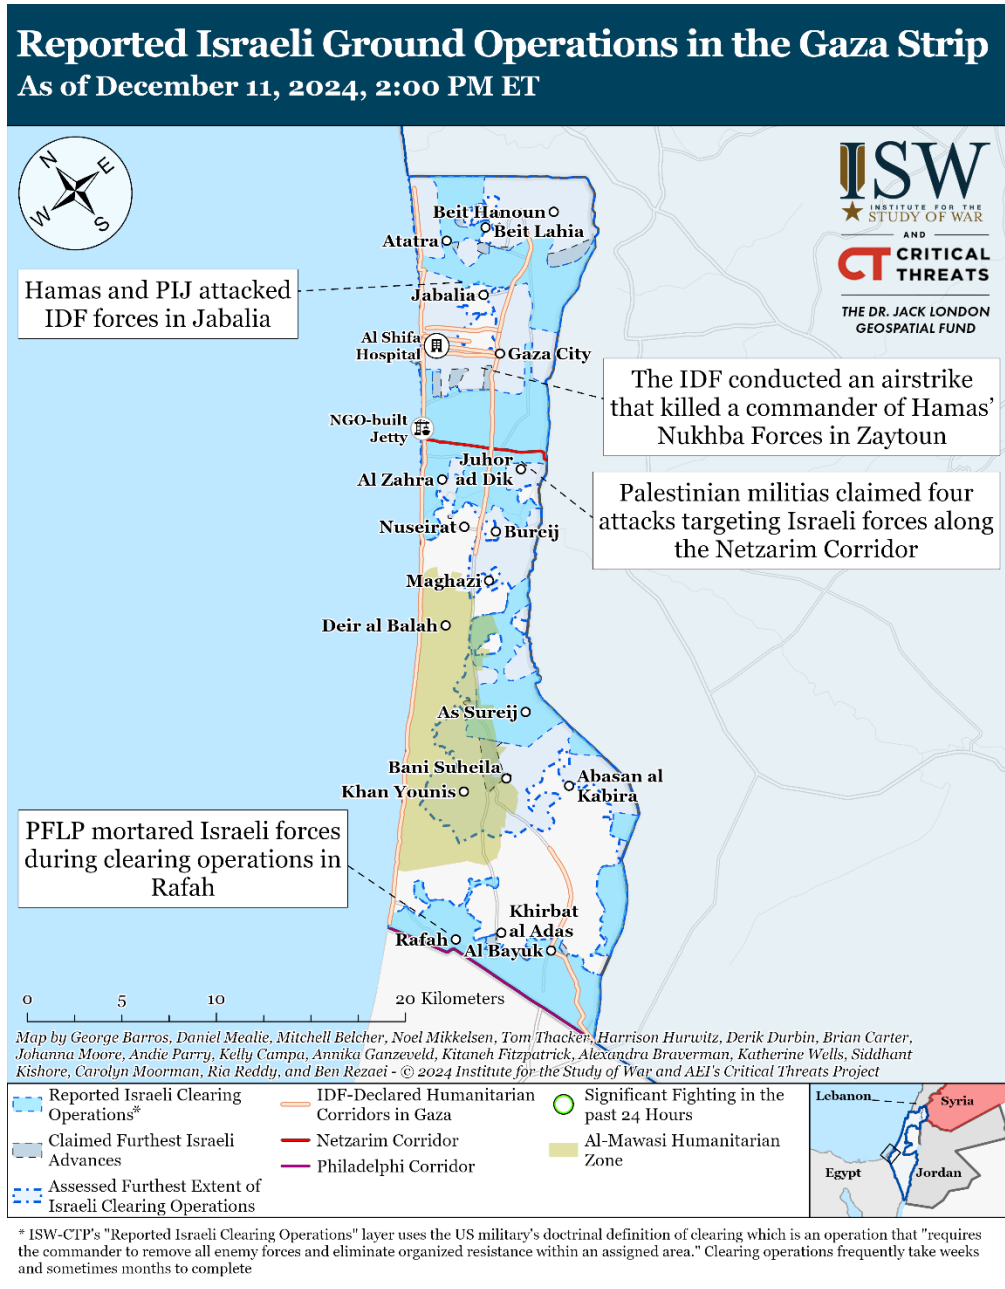 Reported Israeli Ground Operations in the Gaza Strip
As of December 11, 2024, 2:00 PM ET
N
E
W
S
ISW
INSTITUTE FOR THE
STUDY OF WAR
AND
CT CRITICAL
THREATS
THE DR. JACK LONDON
GEOSPATIAL FUND
Beit Hanoun
Beit Lahia
Atatra
Hamas and PIJ attacked
IDF forces in Jabalia
Jabalia
Al Shifa
Hospital
Gaza City
The IDF conducted an airstrike
that killed a commander of Hamas'
Nukhba Forces in Zaytoun
NGO-built
Jetty
Juhor
ad Dik
Al Zahra
Palestinian militias claimed four
attacks targeting Israeli forces along
the Netzarim Corridor
Nuseirat
Bureij
Maghazi
Deir al Balah
As Sureij
Bani Suheila
Abasan al
Kabira
Khan Younis
PFLP mortared Israeli forces
during clearing operations in
Rafah
Khirbat
al Adas
Rafah
Al Bayuk
0 5 10 20 Kilometers
Map by George Barros, Daniel Mealie, Mitchell Belcher, Noel Mikkelsen, Tom Thacker, Harrison Hurwitz, Derik Durbin, Brian Carter,
Johanna Moore, Andie Parry, Kelly Campa, Annika Ganzeveld, Kitaneh Fitzpatrick, Alexandra Braverman, Katherine Wells, Siddhant
Kishore, Carolyn Moorman, Ria Reddy, and Ben Rezaei - © 2024 Institute for the Study of War and AEI's Critical Threats Project
Reported Israeli Clearing
Operations*
Claimed Furthest Israeli
Advances
Assessed Furthest Extent of
Israeli Clearing Operations
IDF-Declared Humanitarian
Corridors in Gaza
Netzarim Corridor
Philadelphi Corridor
Significant Fighting in the
past 24 Hours
Al-Mawasi Humanitarian
Zone
Lebanon
Syria
Egypt
Jordan
* ISW-CTP's "Reported Israeli Clearing Operations" layer uses the US military's doctrinal definition of clearing which is an operation that "requires
the commander to remove all enemy forces and eliminate organized resistance within an assigned area." Clearing operations frequently take weeks
and sometimes months to complete